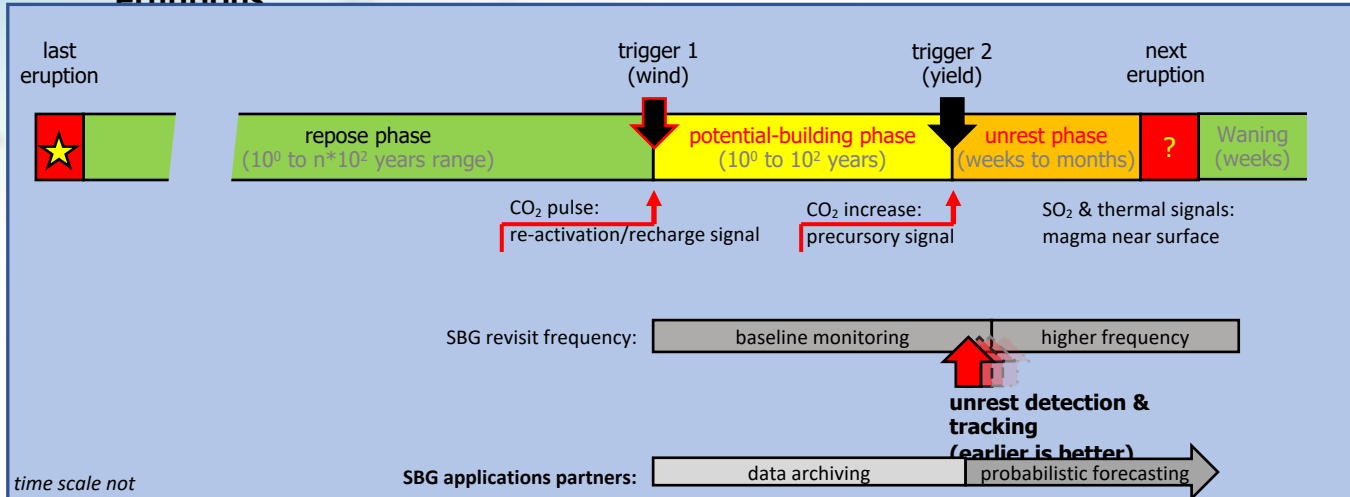 eruptions
last
eruption
trigger 1
(wind)
trigger 2
(yield)
next
eruption
repose phase
(10⁰ to n*10² years range)
potential-building phase
(10⁰ to 10² years)
unrest phase
(weeks to months)
?
Waning
(weeks)
CO₂ pulse:
re-activation/recharge signal
CO₂ increase:
precursory signal
SO₂ & thermal signals:
magma near surface
SBG revisit frequency:
baseline monitoring
higher frequency
unrest detection &
tracking
(earlier is better)
SBG applications partners:
data archiving
probabilistic forecasting
time scale not